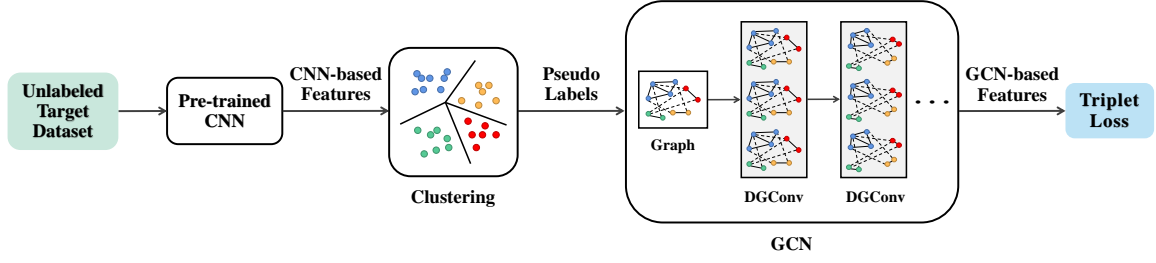 Unlabeled
Target
Dataset
Pre-trained
CNN
CNN-based
Features
Clustering
Pseudo
Labels
Graph
DGConv
DGConv
...
GCN
GCN-based
Features
Triplet
Loss